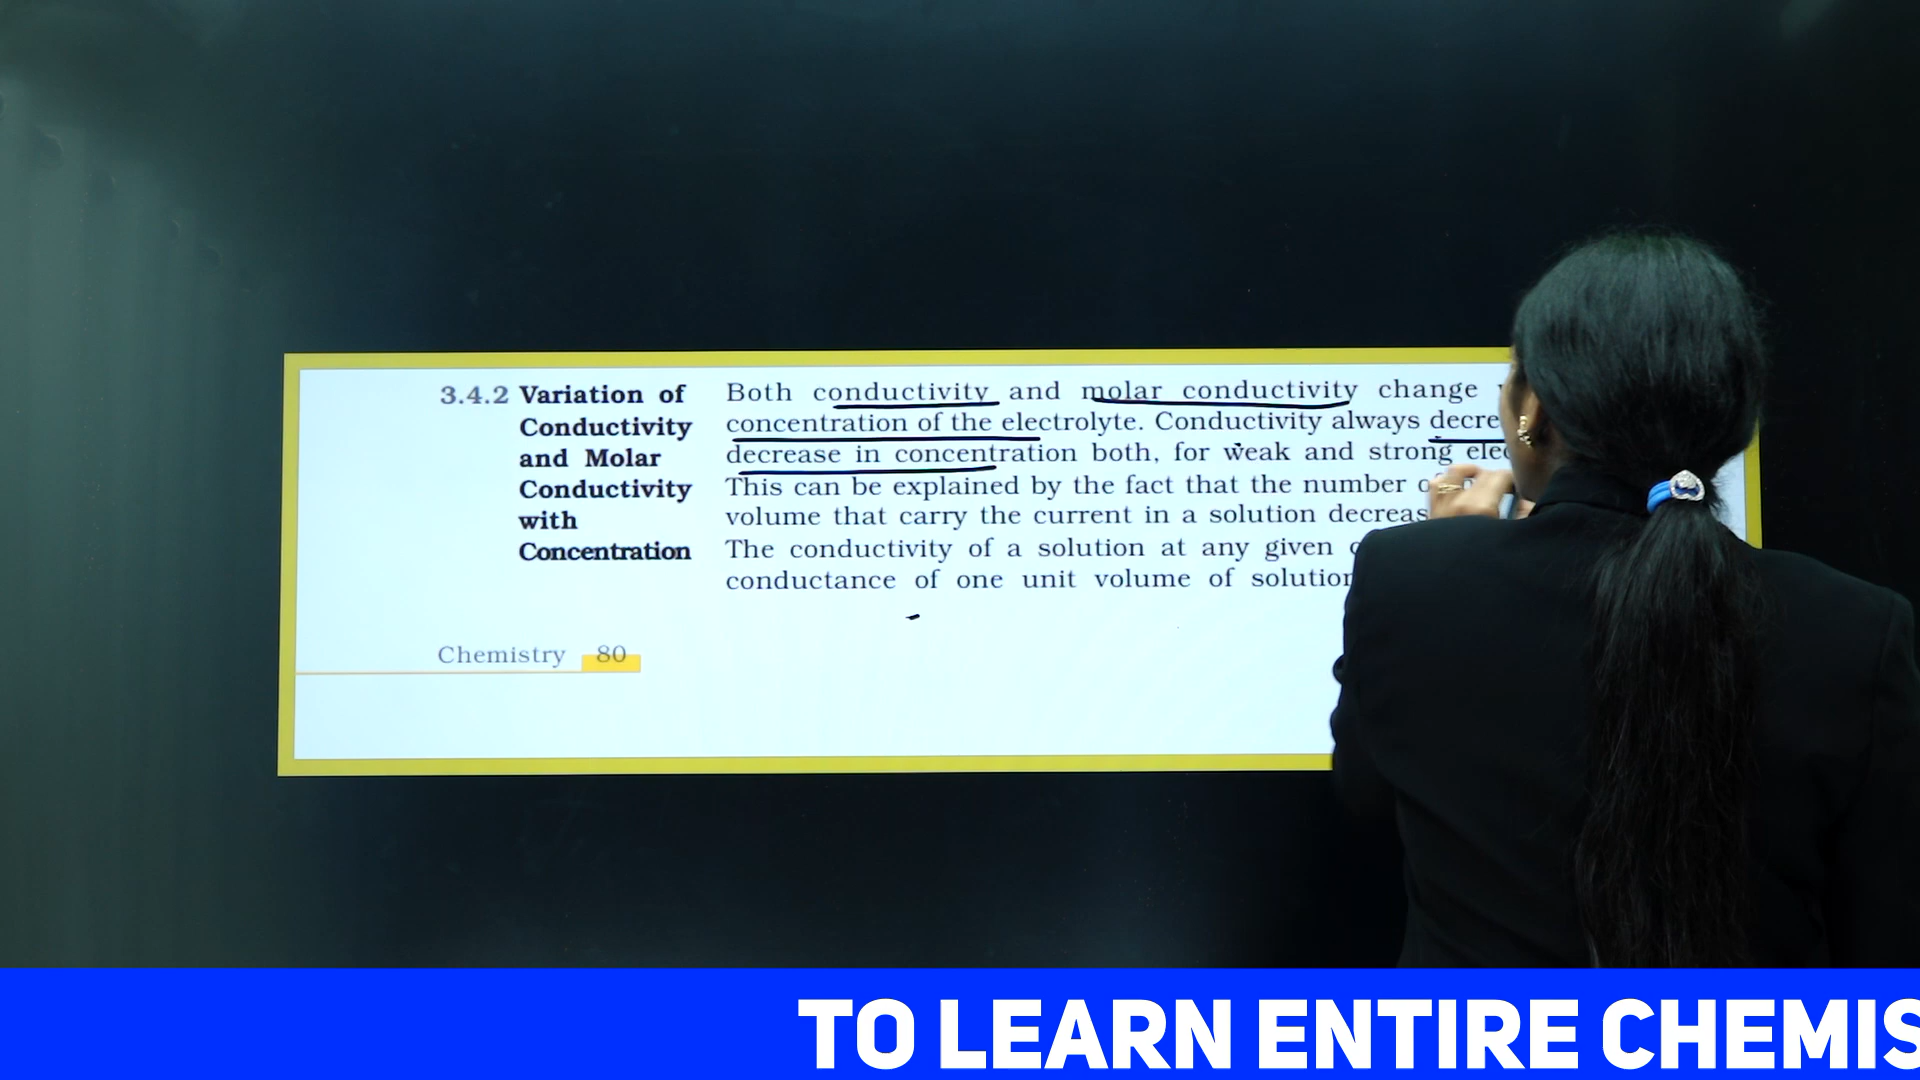 3.4.2 Variation of
Conductivity
and Molar
Conductivity
with
Concentration
Both conductivity and molar conductivity change
concentration of the electrolyte. Conductivity always decre
decrease in concentration both, for weak and strong elec
This can be explained by the fact that the number
volume that carry the current in a solution decreas
The conductivity of a solution at any given
conductance of one unit volume of solution
Chemistry 80
TO LEARN ENTIRE CHEMIS